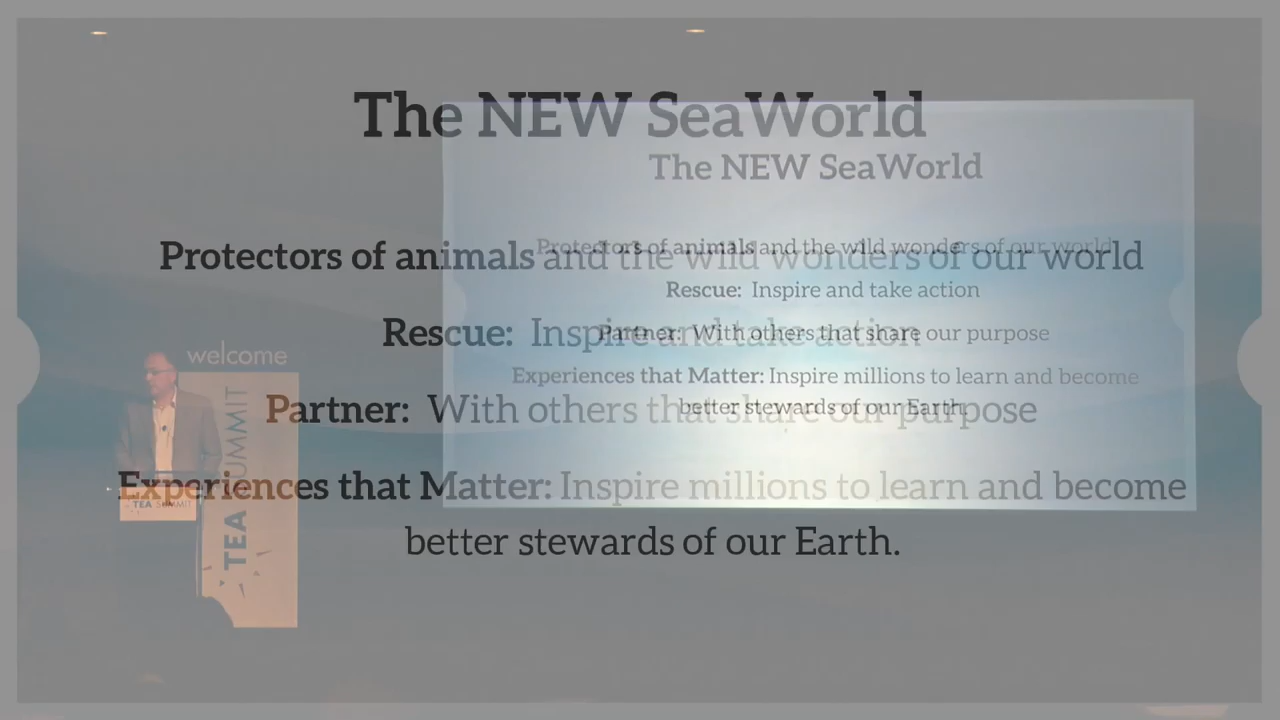 The NEW SeaWorld
Protectors of animals and the wild wonders of our world
Rescue: Inspire and take action
Partner: With others that share our purpose
Experiences that Matter: Inspire millions to learn and become
better stewards of our Earth.
The NEW SeaWorld
Protectors of animals and the wild wonders of our world
Rescue: Inspire and take action
Partner: With others that share our purpose
Experiences that Matter: Inspire millions to learn and become
better stewards of our Earth.
welcome
TEA SUMMIT
TEA SUMMIT